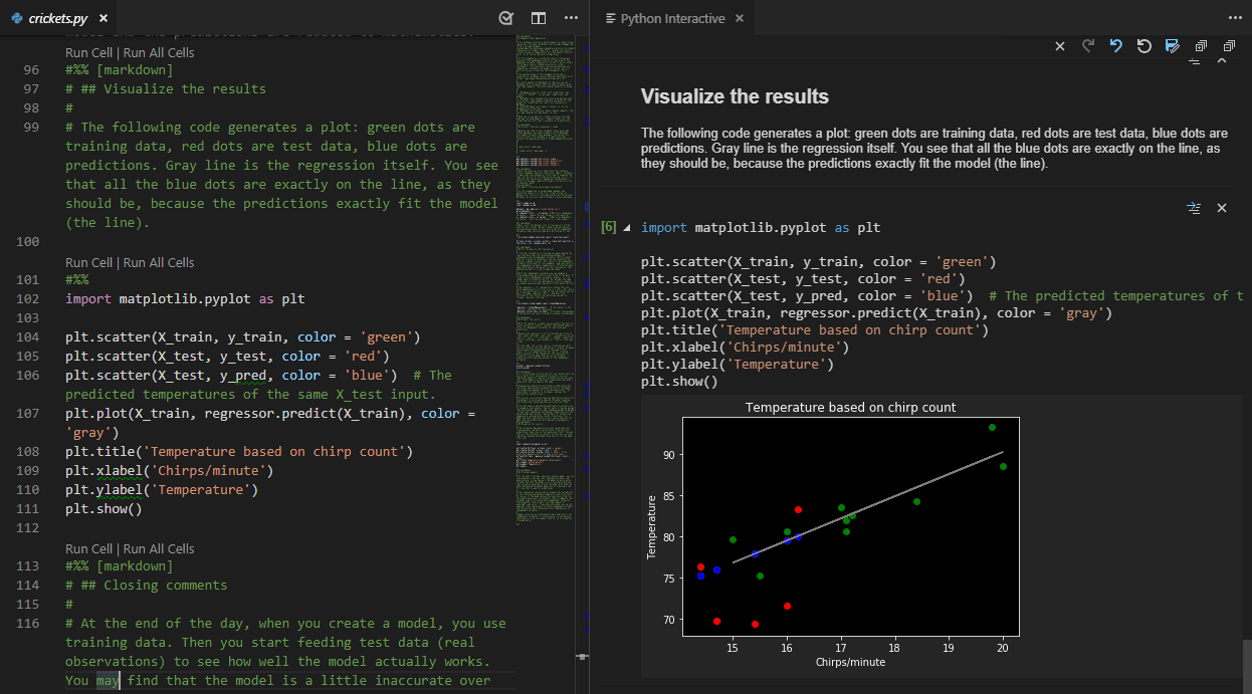 crickets.py
Run Cell | Run All Cells
96 #%% [markdown]
97 # ## Visualize the results
98 #
99 # The following code generates a plot: green dots are
training data, red dots are test data, blue dots are
predictions. Gray line is the regression itself. You see
that all the blue dots are exactly on the line, as they
should be, because the predictions exactly fit the model
(the line).
100
Run Cell | Run All Cells
101 #%%
102 import matplotlib.pyplot as plt
103
104 plt.scatter(X_train, y_train, color = 'green')
105 plt.scatter(X_test, y_test, color = 'red')
106 plt.scatter(X_test, y_pred, color = 'blue')  # The
predicted temperatures of the same X_test input.
107 plt.plot(X_train, regressor.predict(X_train), color =
'gray')
108 plt.title('Temperature based on chirp count')
109 plt.xlabel('Chirps/minute')
110 plt.ylabel('Temperature')
111 plt.show()
112
Run Cell | Run All Cells
113 #%% [markdown]
114 # ## Closing comments
115 #
116 # At the end of the day, when you create a model, you use
training data. Then you start feeding test data (real
observations) to see how well the model actually works.
You may find that the model is a little inaccurate over
Python Interactive
Visualize the results
The following code generates a plot: green dots are training data, red dots are test data, blue dots are
predictions. Gray line is the regression itself. You see that all the blue dots are exactly on the line, as
they should be, because the predictions exactly fit the model (the line).
[6] import matplotlib.pyplot as plt
plt.scatter(X_train, y_train, color = 'green')
plt.scatter(X_test, y_test, color = 'red')
plt.scatter(X_test, y_pred, color = 'blue')  # The predicted temperatures of t
plt.plot(X_train, regressor.predict(X_train), color = 'gray')
plt.title('Temperature based on chirp count')
plt.xlabel('Chirps/minute')
plt.ylabel('Temperature')
plt.show()
Temperature based on chirp count
Temperature
90
85
80
75
70
15 16 17 18 19 20
Chirps/minute